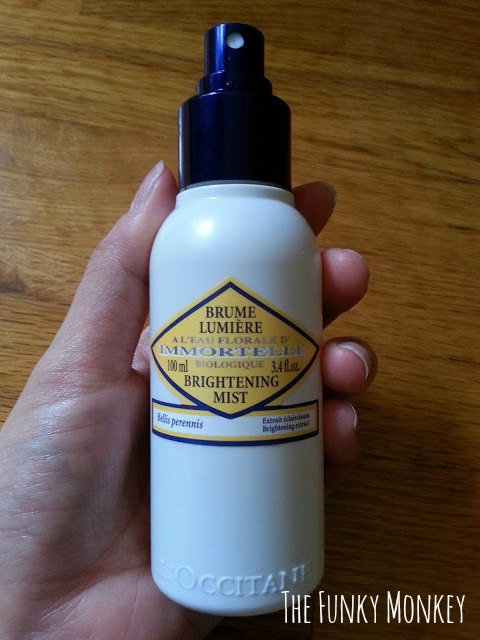 BRUME
LUMIÈRE
A L'EAU FLORALE D'
IMMORTELLE
100 ml BIOLOGIQUE 3.4 fl.oz.
BRIGHTENING
MIST
Bellis perennis
Extrait éclaircissant
Brightening extract
L'OCCITANE
THE FUNKY MONKEY